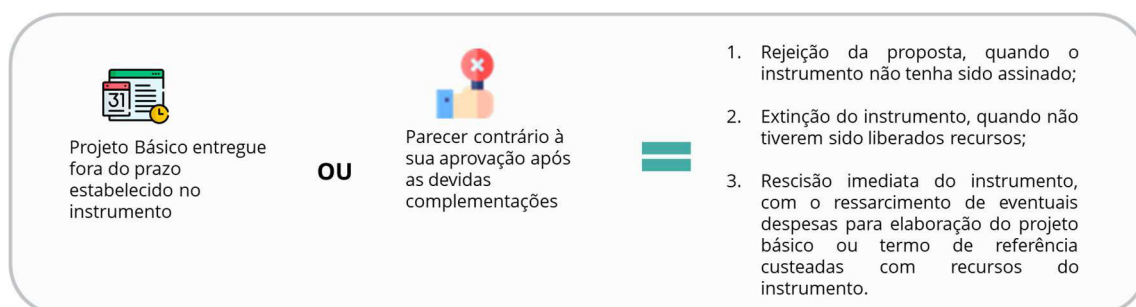 31
Projeto Básico entregue
fora do prazo
estabelecido no
instrumento
OU
Parecer contrário à
sua aprovação após
as devidas
complementações
1. Rejeição da proposta, quando o
instrumento não tenha sido assinado;
2. Extinção do instrumento, quando não
tiverem sido liberados recursos;
3. Rescisão imediata do instrumento,
com o ressarcimento de eventuais
despesas para elaboração do projeto
básico ou termo de referência
custeadas com recursos do
instrumento.